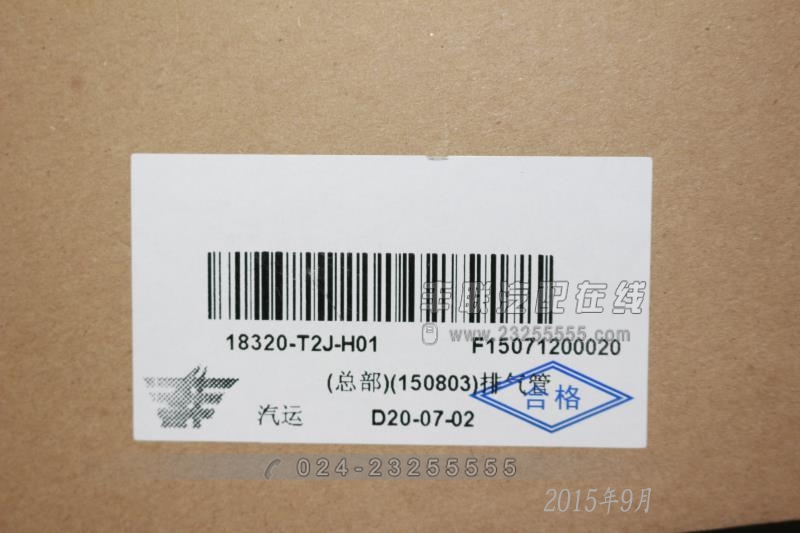 车联汽配在线
www.23255555.com
18320-T2J-H01 F15071200020
(总部)(150803)排气管
合格
汽运 D20-07-02
024-23255555
2015年9月